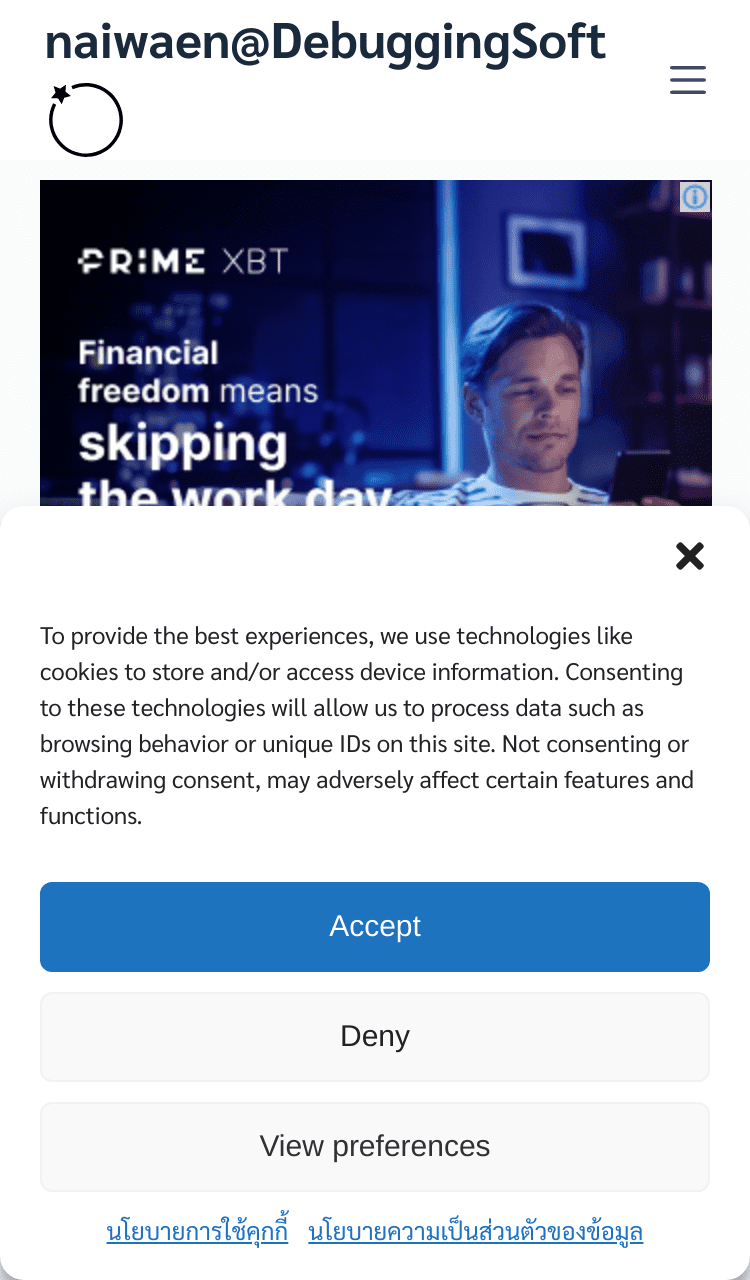 naiwaen@DebuggingSoft
PRIME XBT
Financial
freedom means
skipping
the work day
To provide the best experiences, we use technologies like
cookies to store and/or access device information. Consenting
to these technologies will allow us to process data such as
browsing behavior or unique IDs on this site. Not consenting or
withdrawing consent, may adversely affect certain features and
functions.
Accept
Deny
View preferences
นโยบายการใช้คุกกี้ นโยบายความเป็นส่วนตัวของข้อมูล